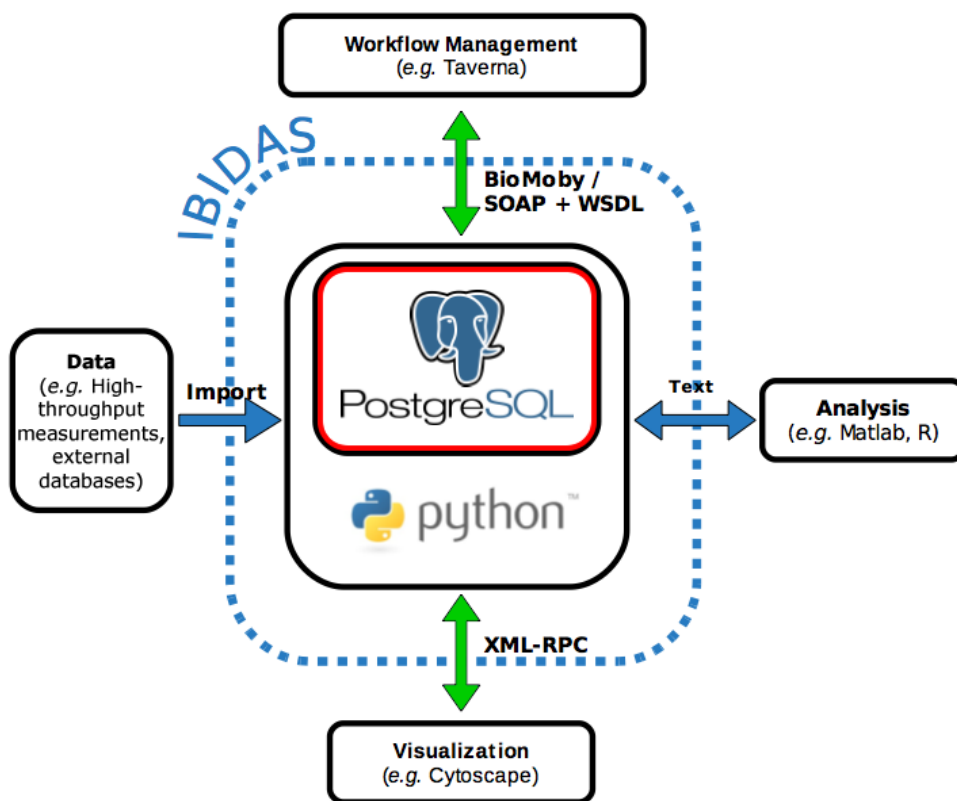 Workflow Management
(e.g. Taverna)
IBIDAS
BioMoby /
SOAP + WSDL
Data
(e.g. High-
throughput
measurements,
external
databases)
Import
PostgreSQL
Text
Analysis
(e.g. Matlab, R)
python™
XML-RPC
Visualization
(e.g. Cytoscape)